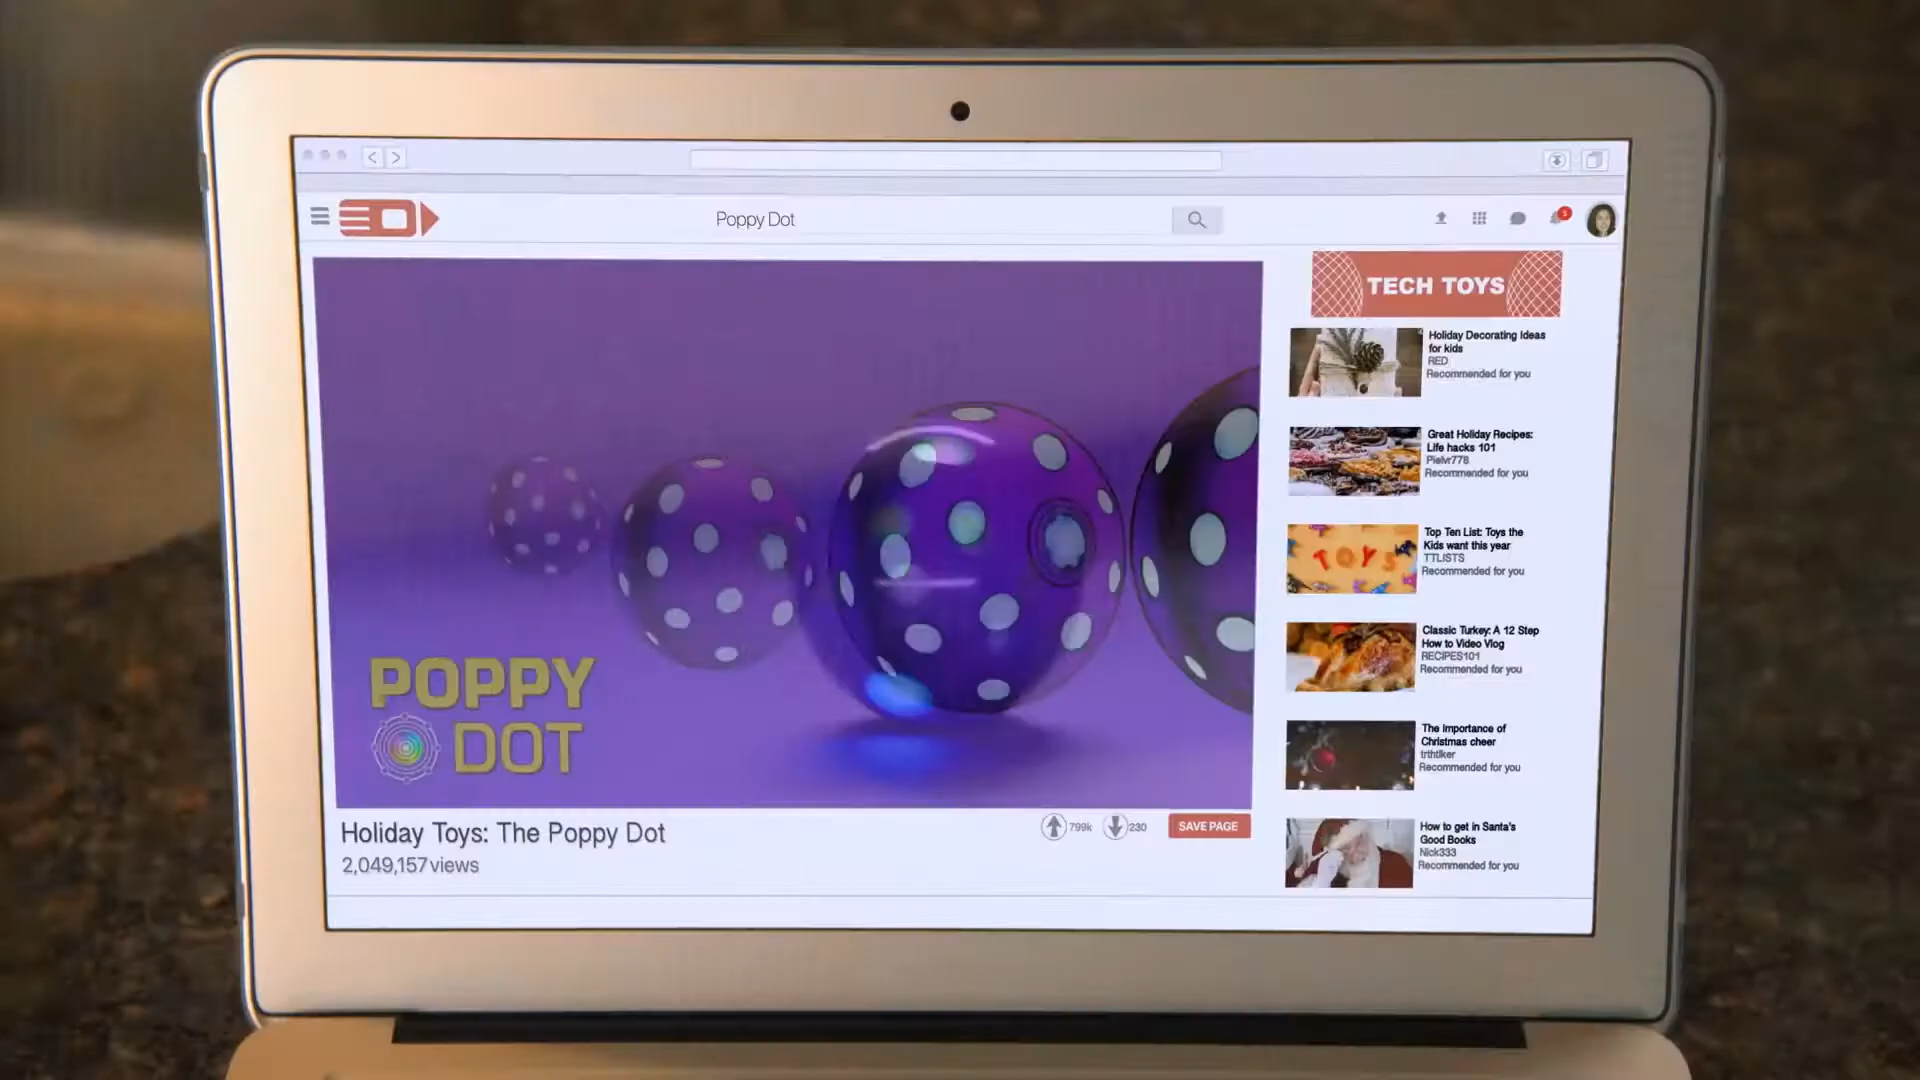 Poppy Dot
5
TECH TOYS
Holiday Decorating Ideas
for kids
RED
Recommended for you
Great Holiday Recipes:
Life hacks 101
Pielvr778
Recommended for you
TOYS
Top Ten List: Toys the
Kids want this year
TTLISTS
Recommended for you
Classic Turkey: A 12 Step
How to Video Vlog
RECIPES101
Recommended for you
The Importance of
Christmas cheer
trthtlker
Recommended for you
How to get in Santa's
Good Books
Nick333
Recommended for you
POPPY
DOT
Holiday Toys: The Poppy Dot
2,049,157 views
799k
230
SAVE PAGE